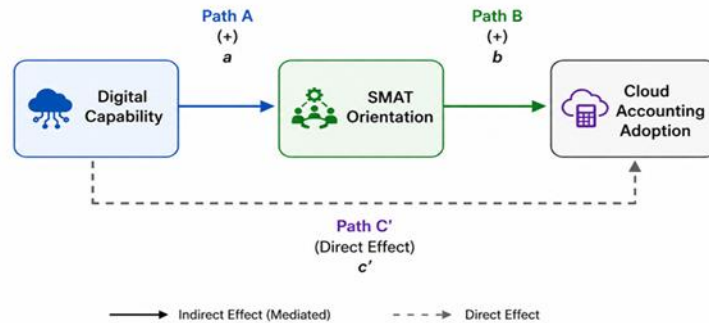 Path A
(+)
a
Path B
(+)
b
Digital
Capability
SMAT
Orientation
Cloud
Accounting
Adoption
Path C'
(Direct Effect)
c'
Indirect Effect (Mediated)
Direct Effect